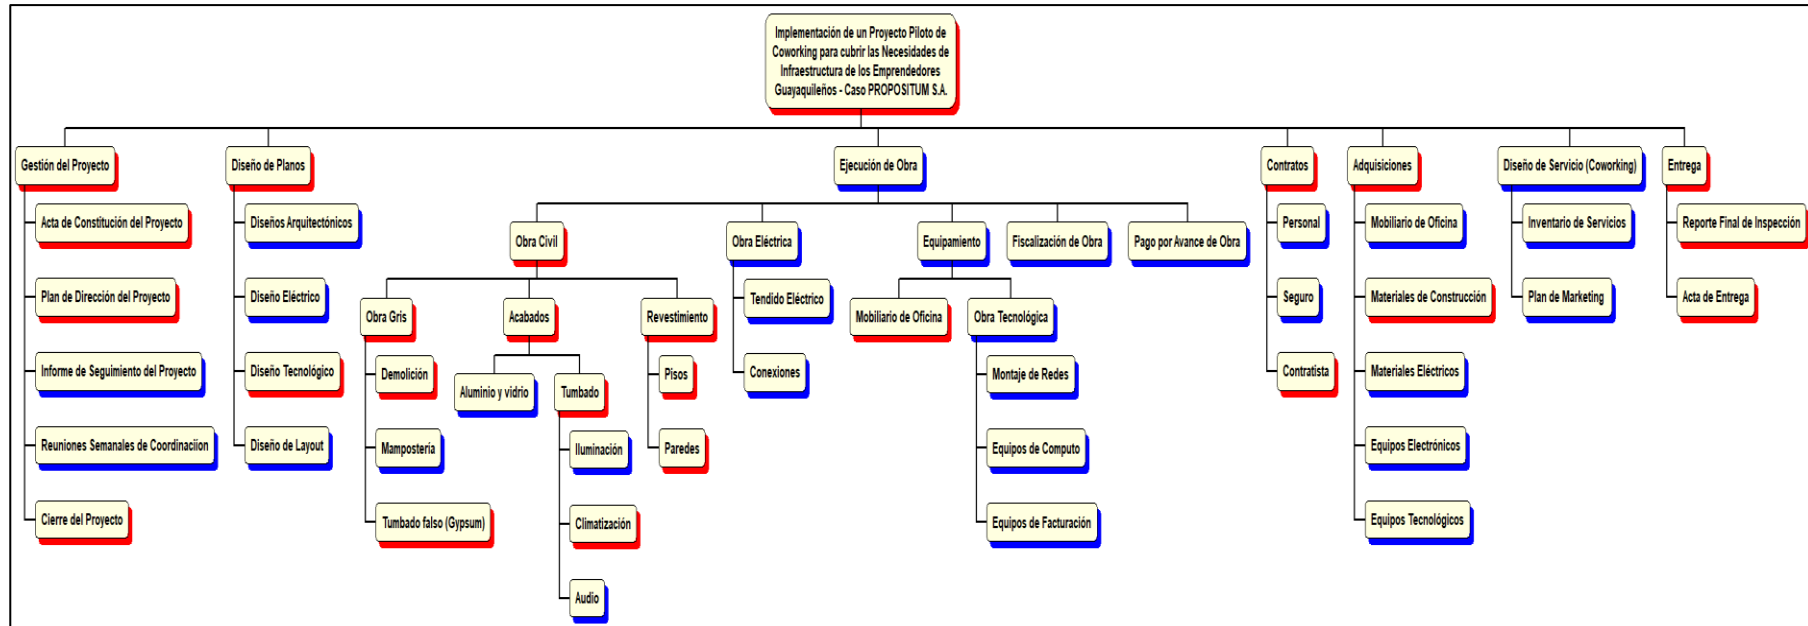 Implementación de un Proyecto Piloto de
Coworking para cubrir las Necesidades de
Infraestructura de los Emprendedores
Guayaquileños - Caso PROPOSITUM S.A.
Gestión del Proyecto
Acta de Constitución del Proyecto
Plan de Dirección del Proyecto
Informe de Seguimiento del Proyecto
Reuniones Semanales de Coordinaciion
Cierre del Proyecto
Diseño de Planos
Diseños Arquitectónicos
Diseño Eléctrico
Diseño Tecnológico
Diseño de Layout
Ejecución de Obra
Obra Civil
Obra Gris
Demolición
Mampostería
Tumbado falso (Gypsum)
Acabados
Aluminio y vidrio
Tumbado
Iluminación
Climatización
Audio
Revestimiento
Pisos
Paredes
Obra Eléctrica
Tendido Eléctrico
Conexiones
Equipamiento
Mobiliario de Oficina
Obra Tecnológica
Montaje de Redes
Equipos de Computo
Equipos de Facturación
Fiscalización de Obra
Pago por Avance de Obra
Contratos
Personal
Seguro
Contratista
Adquisiciones
Mobiliario de Oficina
Materiales de Construcción
Materiales Eléctricos
Equipos Electrónicos
Equipos Tecnológicos
Diseño de Servicio (Coworking)
Inventario de Servicios
Plan de Marketing
Entrega
Reporte Final de Inspección
Acta de Entrega